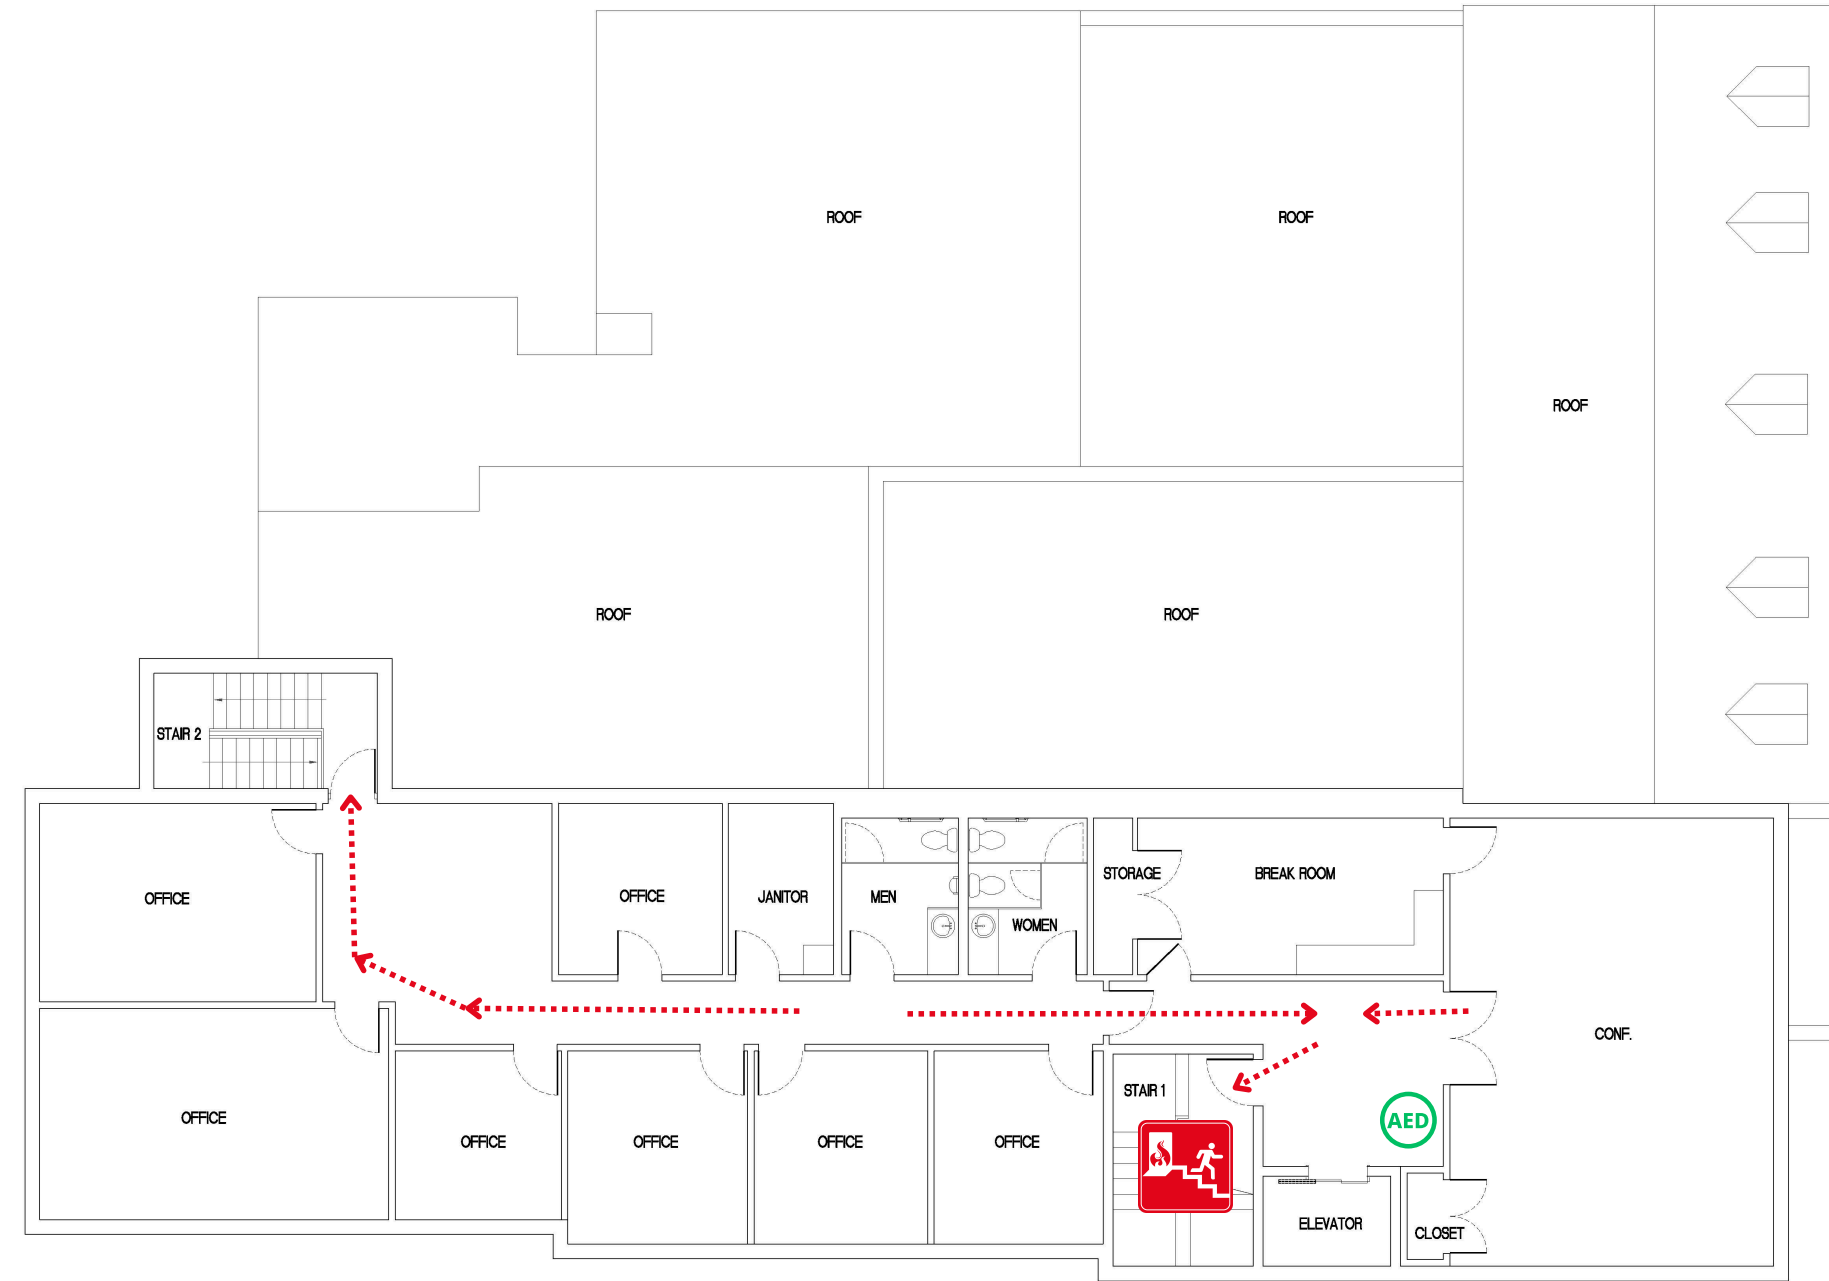 ROOF
ROOF
ROOF
ROOF
ROOF
STAIR 2
OFFICE
OFFICE
JANITOR
MEN
WOMEN
STORAGE
BREAK ROOM
CONF.
OFFICE
OFFICE
OFFICE
OFFICE
OFFICE
STAIR 1
AED
ELEVATOR
CLOSET